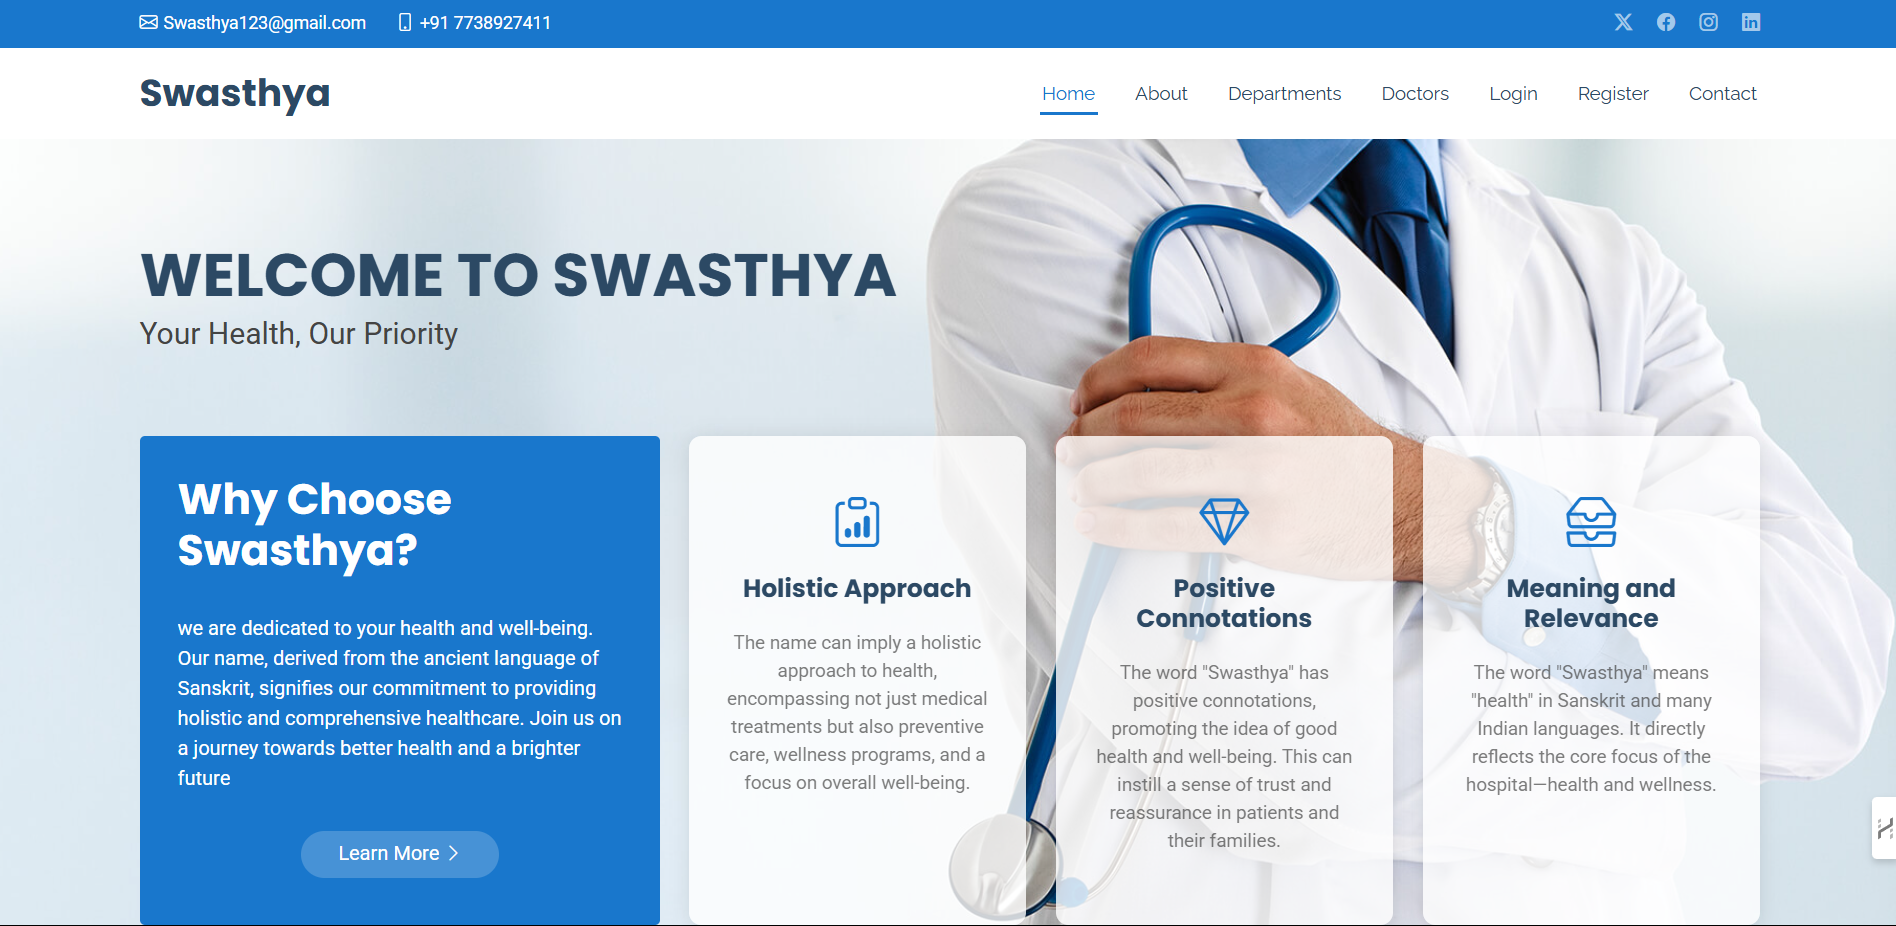 Swasthya123@gmail.com +91 7738927411
Swasthya
Home About Departments Doctors Login Register Contact
WELCOME TO SWASTHYA
Your Health, Our Priority
Why Choose
Swasthya?
we are dedicated to your health and well-being.
Our name, derived from the ancient language of
Sanskrit, signifies our commitment to providing
holistic and comprehensive healthcare. Join us on
a journey towards better health and a brighter
future
Learn More
Holistic Approach
The name can imply a holistic
approach to health,
encompassing not just medical
treatments but also preventive
care, wellness programs, and a
focus on overall well-being.
Positive
Connotations
The word "Swasthya" has
positive connotations,
promoting the idea of good
health and well-being. This can
instill a sense of trust and
reassurance in patients and
their families.
Meaning and
Relevance
The word "Swasthya" means
"health" in Sanskrit and many
Indian languages. It directly
reflects the core focus of the
hospital—health and wellness.